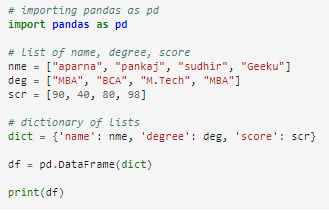 # importing pandas as pd
import pandas as pd
# list of name, degree, score
nme = ["aparna", "pankaj", "sudhir", "Geeku"]
deg = ["MBA", "BCA", "M.Tech", "MBA"]
scr = [90, 40, 80, 98]
# dictionary of lists
dict = {'name': nme, 'degree': deg, 'score': scr}
df = pd.DataFrame(dict)
print(df)